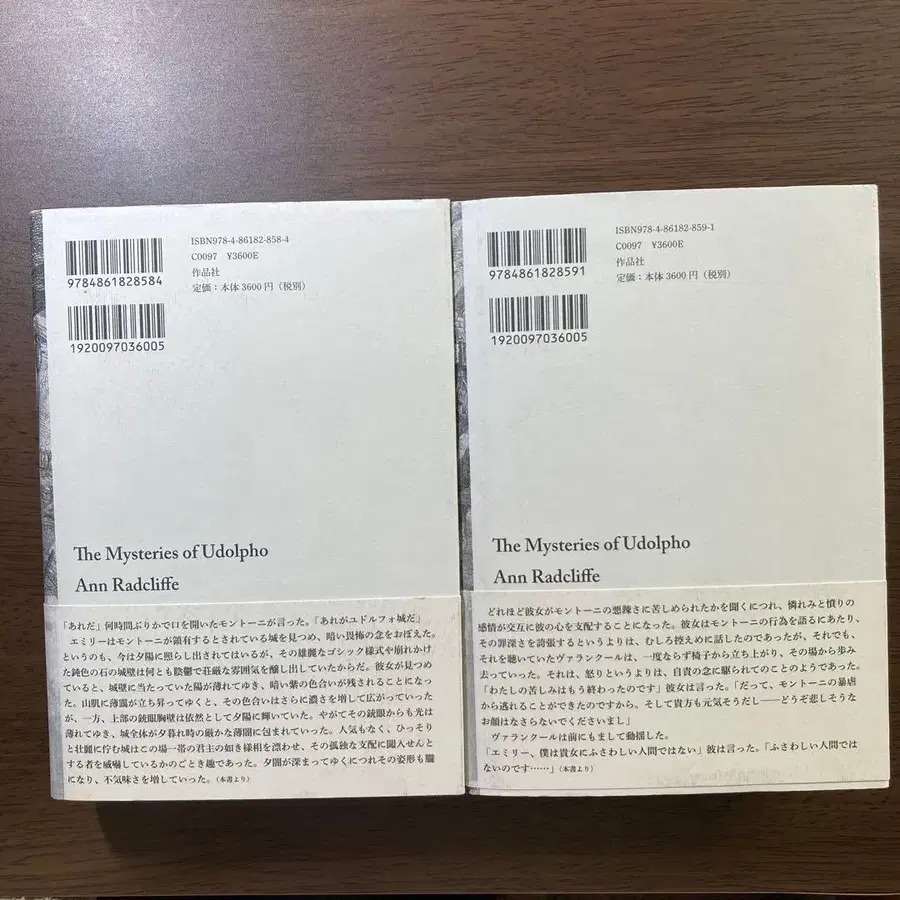 ISBN978-4-86182-858-4
C0097 ¥3600E
作品社
定価：本体3600円（税別）
9784861828584
1920097036005
The Mysteries of Udolpho
Ann Radcliffe
「あれだ」何時間ぶりかで口を開いたモントーニが言った。「あれがユドルフォ城だ」
エミリーはモントーニが領有するとされている城を見つめ、暗い畏怖の念をおぼえた。
というのも、今は夕陽に照らし出されてはいるが、その雄麗なゴシック様式や崩れかけ
た鈍色の石の城壁は何とも陰鬱で荘厳な雰囲気を醸し出していたからだ。彼女が見つめ
ていると、城壁に当たっていた陽が薄れてゆき、暗い紫の色合いが残されることになっ
た。山肌に薄靄が立ち昇ってゆくと、その色合いはさらに濃さを増して広がっていった
が、一方、上部の銃眼胸壁は依然として夕陽に輝いていた。やがてその銃眼からも光は
薄れてゆき、城全体が夕暮れ時の厳かな薄闇に包まれていった。人気もなく、ひっそり
と壮麗に佇む城はこの場一帯の君主の如き様相を漂わせ、その孤独な支配に闖入せんと
する者を威嚇しているかのごとき趣であった。夕闇が深まってゆくにつれその姿形も朧
になり、不気味さを増していった。（本書より）
ISBN978-4-86182-859-1
C0097 ¥3600E
作品社
定価：本体3600円（税別）
9784861828591
1920097036005
The Mysteries of Udolpho
Ann Radcliffe
どれほど彼女がモントーニの悪辣さに苦しめられたかを聞くにつれ、憐れみと憤りの
感情が交互に彼の心を支配することになった。彼女はモントーニの行為を語るにあたり、
その罪深さを誇張するというよりは、むしろ控えめに話したのであったが、それでも、
それを聴いていたヴァランクールは、一度ならず椅子から立ち上がり、その場から歩み
去っていった。それは、怒りというよりは、自責の念に駆られてのことのようであった。
「わたしの苦しみはもう終わったのです」彼女は言った。「だって、モントーニの暴虐
から逃れることができたのですから。そして貴方も元気そうだし――どうぞ悲しそうな
お顔はなさらないでくださいまし」
ヴァランクールは前にもまして動揺した。
「エミリー、僕は貴女にふさわしい人間ではない」彼は言った。「ふさわしい人間では
ないのです……」（本書より）